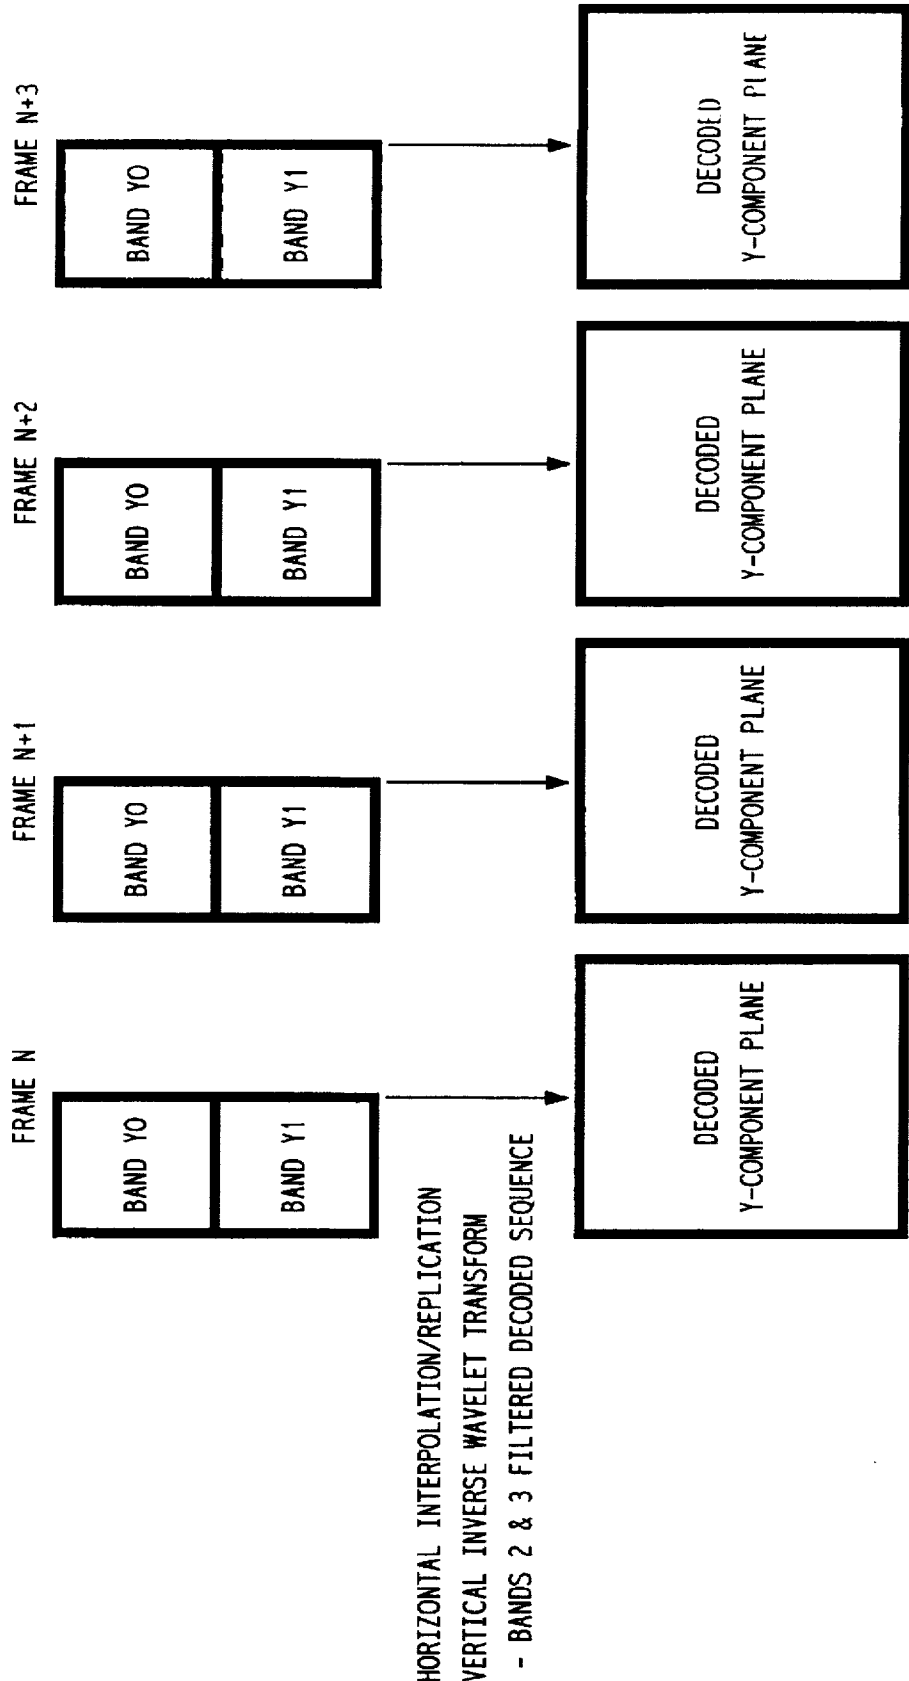 FRAME N
BAND Y0
BAND Y1
DECODED
Y-COMPONENT PLANE
FRAME N+1
BAND Y0
BAND Y1
DECODED
Y-COMPONENT PLANE
FRAME N+2
BAND Y0
BAND Y1
DECODED
Y-COMPONENT PLANE
FRAME N+3
BAND Y0
BAND Y1
DECODED
Y-COMPONENT PLANE
HORIZONTAL INTERPOLATION/REPLICATION
VERTICAL INVERSE WAVELET TRANSFORM
- BANDS 2 & 3 FILTERED DECODED SEQUENCE